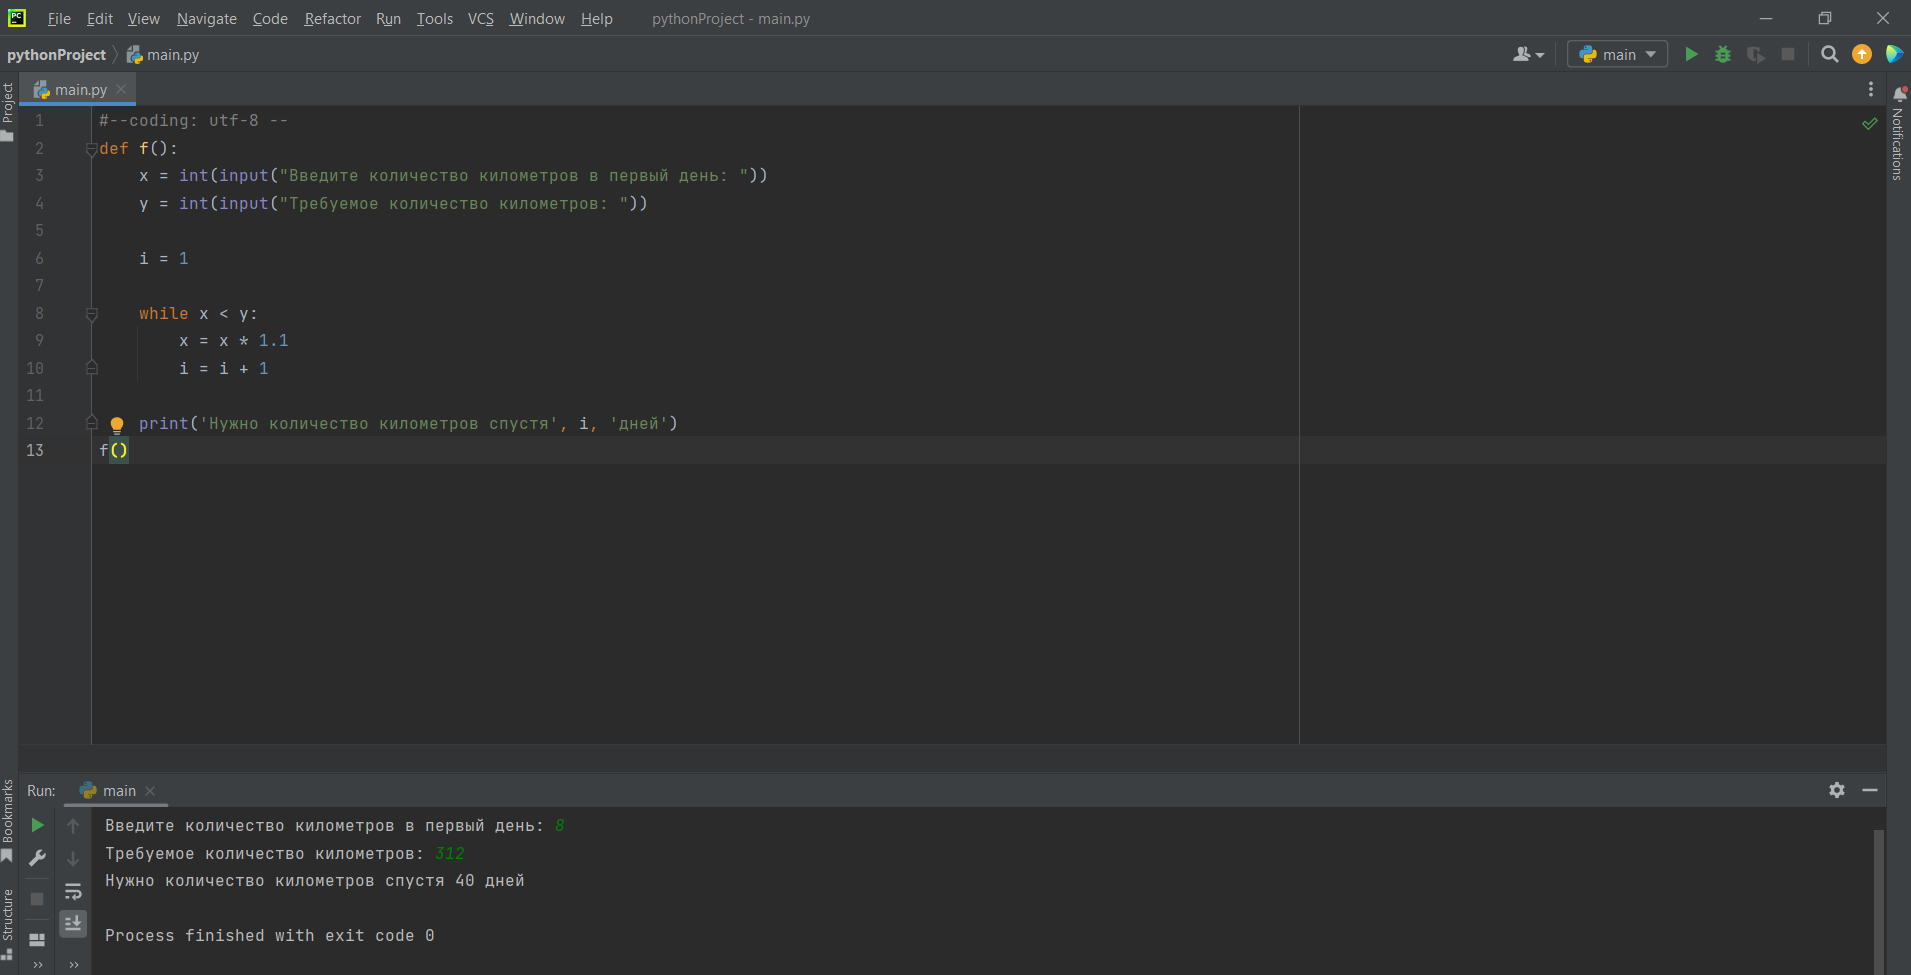 PC File Edit View Navigate Code Refactor Run Tools VCS Window Help pythonProject - main.py
pythonProject main.py main
Project
main.py
Notifications
1 #--coding: utf-8 --
2 def f():
3 x = int(input("Введите количество километров в первый день: "))
4 y = int(input("Требуемое количество километров: "))
5
6 i = 1
7
8 while x < y:
9 x = x * 1.1
10 i = i + 1
11
12 print('Нужно количество километров спустя', i, 'дней')
13 f()
Bookmarks
Structure
Run: main
Введите количество километров в первый день: 8
Требуемое количество километров: 312
Нужно количество километров спустя 40 дней
Process finished with exit code 0